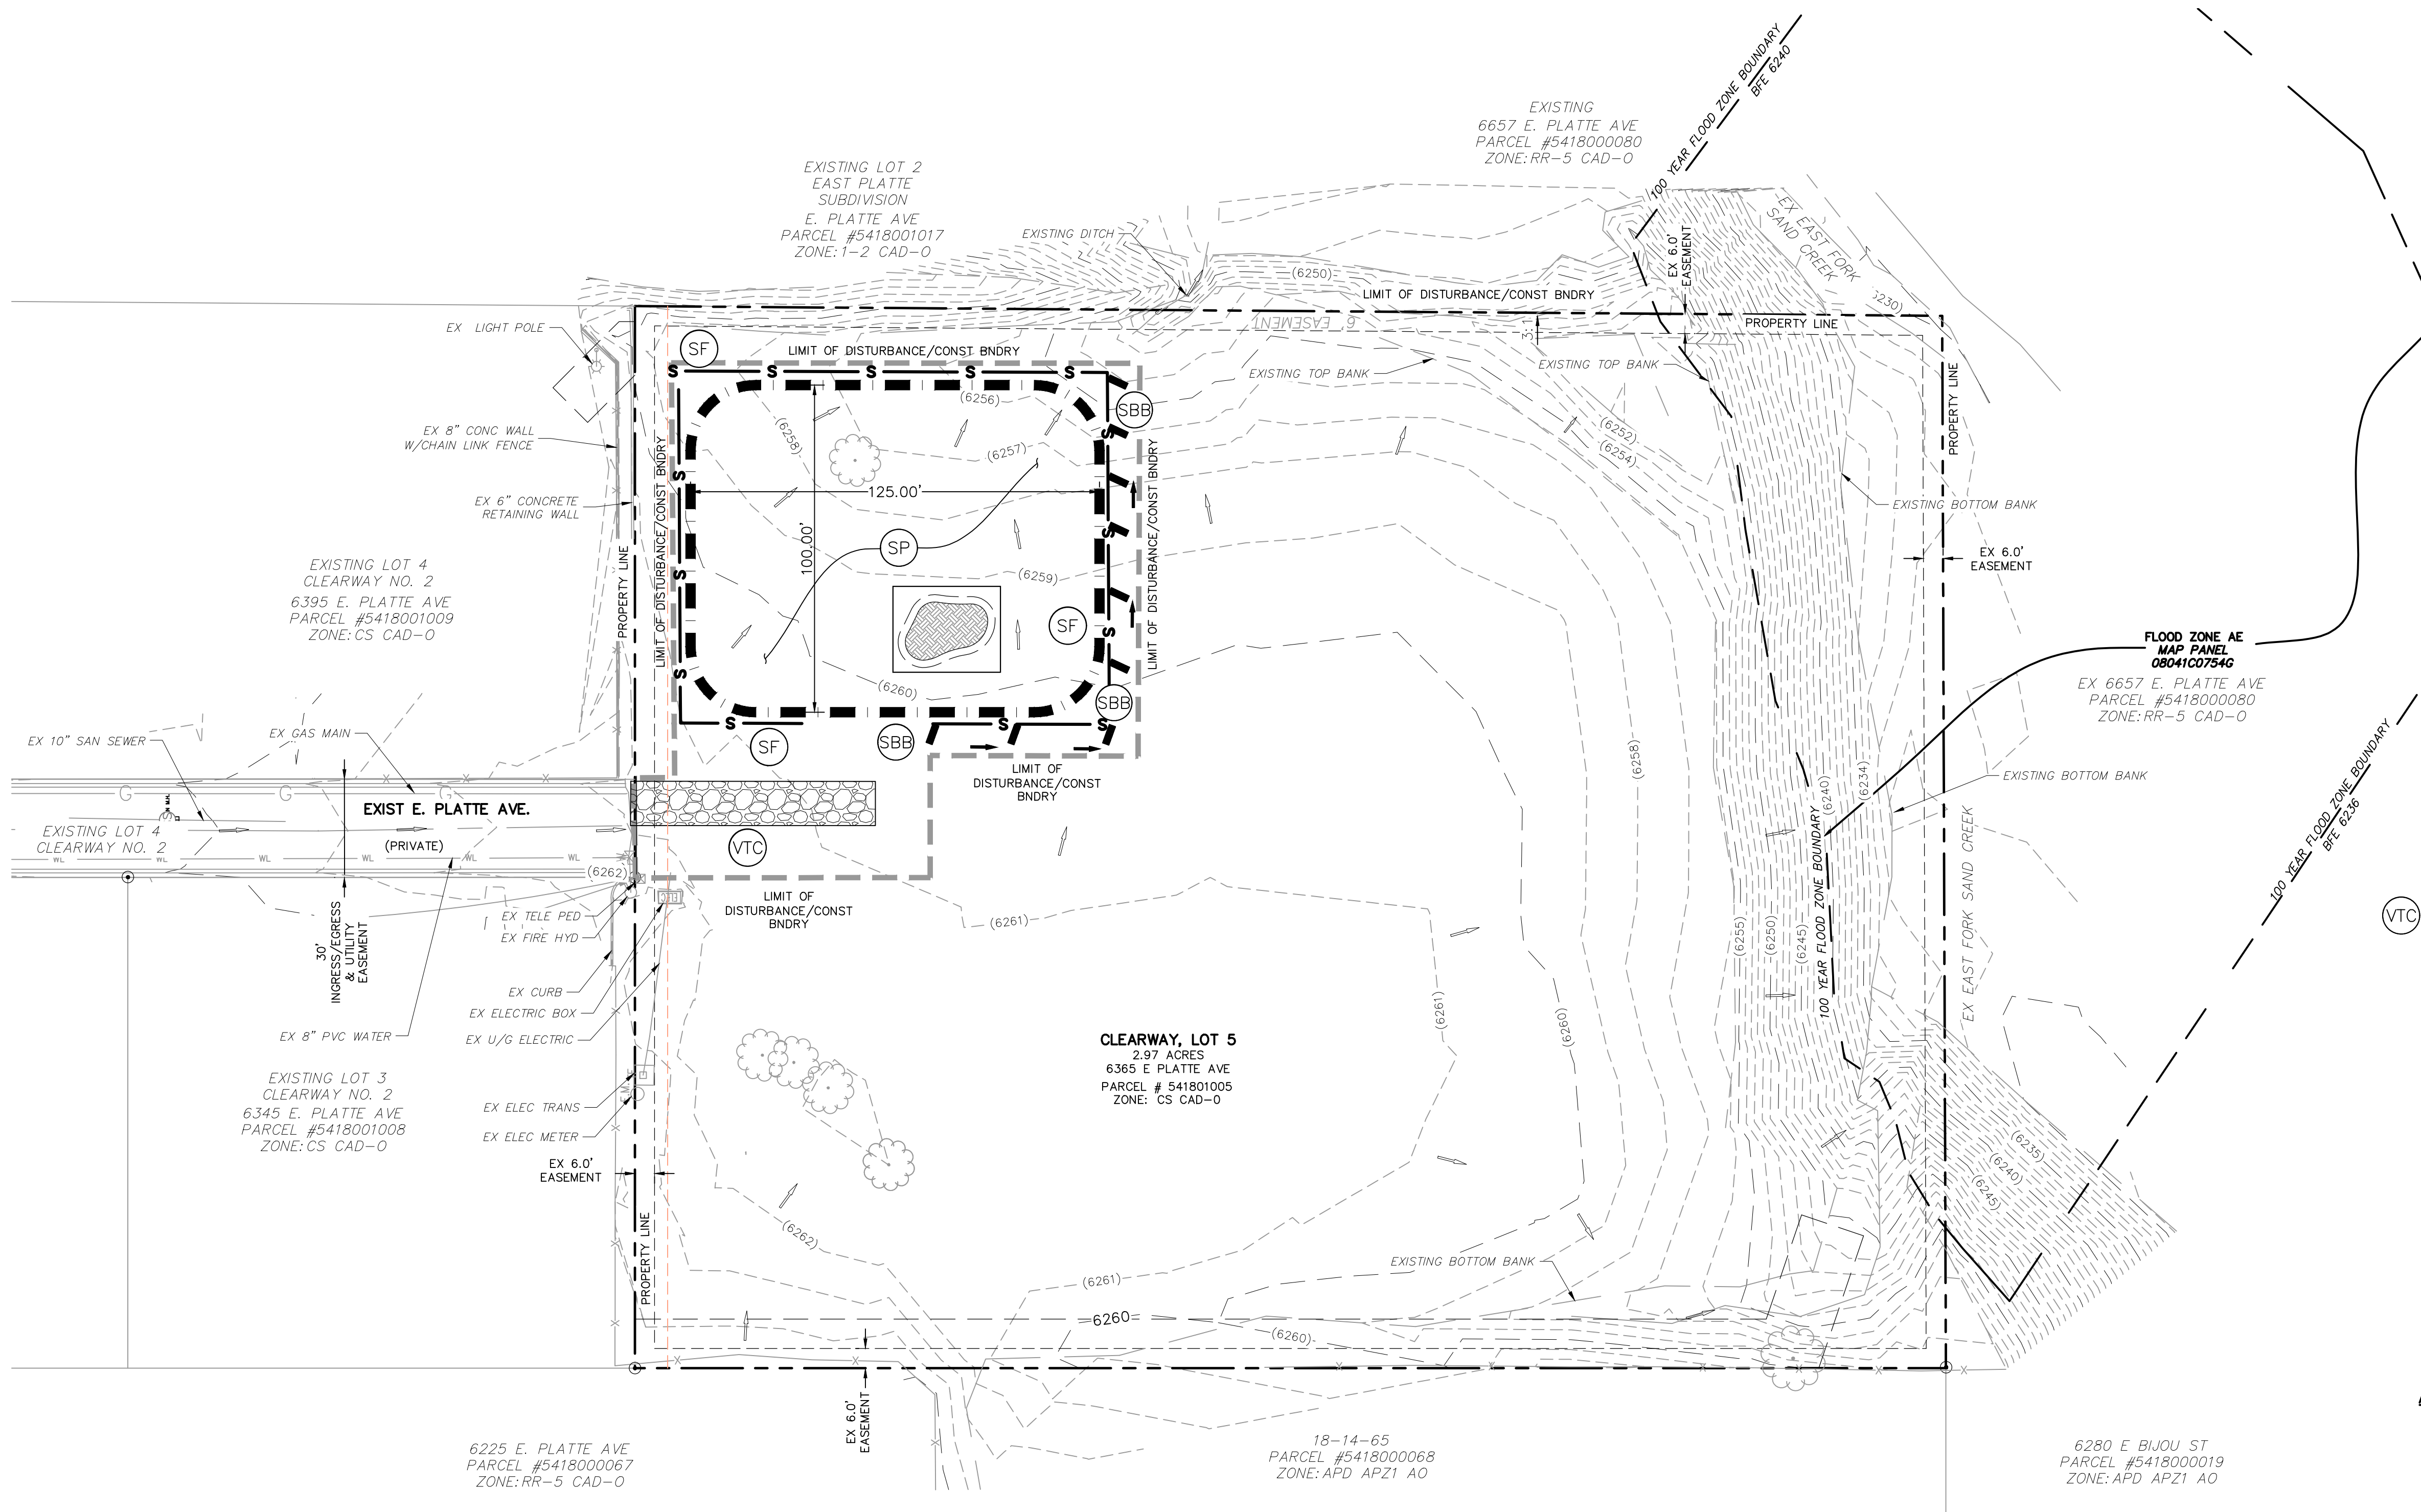 100 YEAR FLOOD ZONE BOUNDARY
BFE 6240
EXISTING
6657 E. PLATTE AVE
PARCEL #5418000080
ZONE: RR-5 CAD-O
EXISTING LOT 2
EAST PLATTE
SUBDIVISION
E. PLATTE AVE
PARCEL #5418001017
ZONE: 1-2 CAD-O
EXISTING DITCH
EX EAST FORK
SAND CREEK
EX 6.0'
EASEMENT
(6250)
(6230)
LIMIT OF DISTURBANCE/CONST BNDRY
6' EASEMENT
3:1
PROPERTY LINE
EX LIGHT POLE
SF
LIMIT OF DISTURBANCE/CONST BNDRY
EXISTING TOP BANK
EXISTING TOP BANK
PROPERTY LINE
S S S S S
(6256)
SBB
(6258)
(6257)
(6252)
(6254)
EX 8" CONC WALL
W/CHAIN LINK FENCE
EX 6" CONCRETE
RETAINING WALL
PROPERTY LINE
LIMIT OF DISTURBANCE/CONST BNDRY
S S S
125.00'
100.00'
SP
S S S
LIMIT OF DISTURBANCE/CONST BNDRY
EXISTING BOTTOM BANK
EX 6.0'
EASEMENT
EXISTING LOT 4
CLEARWAY NO. 2
6395 E. PLATTE AVE
PARCEL #5418001009
ZONE: CS CAD-O
(6259)
SF
(6260)
SBB
FLOOD ZONE AE
MAP PANEL
08041C0754G
EX 6657 E. PLATTE AVE
PARCEL #5418000080
ZONE: RR-5 CAD-O
S
SF
SBB
S S
LIMIT OF
DISTURBANCE/CONST
BNDRY
(6258)
(6240)
(6234)
EXISTING BOTTOM BANK
100 YEAR FLOOD ZONE BOUNDARY
BFE 6236
EX 10" SAN SEWER
EX GAS MAIN
G G G
X X X
SAN M.H.
EXIST E. PLATTE AVE.
(PRIVATE)
EXISTING LOT 4
CLEARWAY NO. 2
WL WL WL WL WL WL
VTC
(6262)
LIMIT OF
DISTURBANCE/CONST
BNDRY
30'
INGRESS/EGRESS
& UTILITY
EASEMENT
EX TELE PED
EX FIRE HYD
EX CURB
EX ELECTRIC BOX
EX U/G ELECTRIC
EX 8" PVC WATER
(6261)
(6261)
(6260)
(6255)
(6250)
(6245)
100 YEAR FLOOD ZONE BOUNDARY
EX EAST FORK SAND CREEK
VTC
CLEARWAY, LOT 5
2.97 ACRES
6365 E PLATTE AVE
PARCEL # 541801005
ZONE: CS CAD-0
EXISTING LOT 3
CLEARWAY NO. 2
6345 E. PLATTE AVE
PARCEL #5418001008
ZONE: CS CAD-O
EX ELEC TRANS
EX ELEC METER
EX 6.0'
EASEMENT
PROPERTY LINE
(6262)
(6261)
(6235)
(6240)
(6245)
EXISTING BOTTOM BANK
6260
(6260)
EX 6.0'
EASEMENT
6225 E. PLATTE AVE
PARCEL #5418000067
ZONE: RR-5 CAD-O
18-14-65
PARCEL #5418000068
ZONE: APD APZ1 AO
6280 E BIJOU ST
PARCEL #5418000019
ZONE: APD APZ1 AO